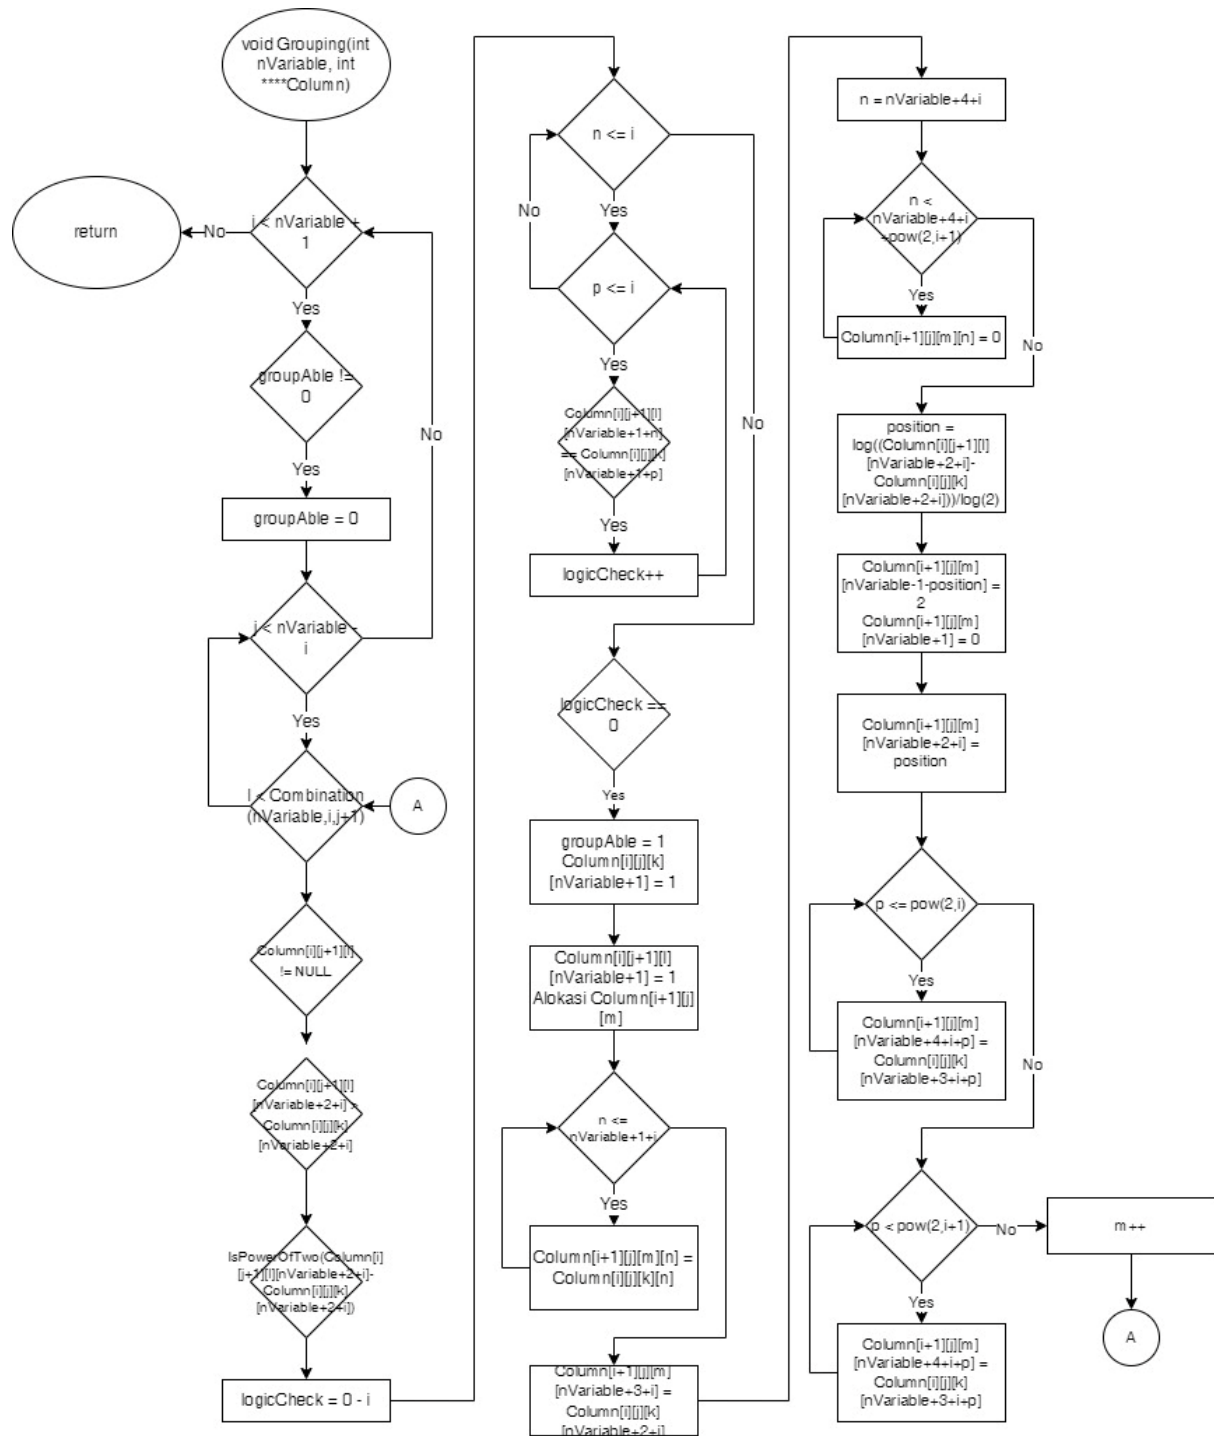 void Grouping(int
nVariable, int
****Column)
return
No
i < nVariable +
1
Yes
groupAble !=
0
Yes
groupAble = 0
No
j < nVariable -
i
Yes
l < Combination
(nVariable,i,j+1)
A
Column[i][j+1][l]
!= NULL
Column[i][j+1][l]
[nVariable+2+i] >
Column[i][j][k]
[nVariable+2+i]
IsPowerOfTwo(Column[i]
[j+1][l][nVariable+2+i]-
Column[i][j][k]
[nVariable+2+i])
logicCheck = 0 - i
n <= i
No
Yes
p <= i
Yes
Column[i][j+1][l]
[nVariable+1+n]
== Column[i][j][k]
[nVariable+1+p]
No
Yes
logicCheck++
logicCheck ==
0
Yes
groupAble = 1
Column[i][j][k]
[nVariable+1] = 1
Column[i][j+1][l]
[nVariable+1] = 1
Alokasi Column[i+1][j]
[m]
n <=
nVariable+1+i
Yes
Column[i+1][j][m][n] =
Column[i][j][k][n]
Column[i+1][j][m]
[nVariable+3+i] =
Column[i][j][k]
[nVariable+2+i]
n = nVariable+4+i
n <
nVariable+4+i
+pow(2,i+1)
Yes
Column[i+1][j][m][n] = 0
No
position =
log((Column[i][j+1][l]
[nVariable+2+i]-
Column[i][j][k]
[nVariable+2+i]))/log(2)
Column[i+1][j][m]
[nVariable-1-position] =
2
Column[i+1][j][m]
[nVariable+1] = 0
Column[i+1][j][m]
[nVariable+2+i] =
position
p <= pow(2,i)
Yes
Column[i+1][j][m]
[nVariable+4+i+p] =
Column[i][j][k]
[nVariable+3+i+p]
No
p < pow(2,i+1)
No
m++
Yes
Column[i+1][j][m]
[nVariable+4+i+p] =
Column[i][j][k]
[nVariable+3+i+p]
A